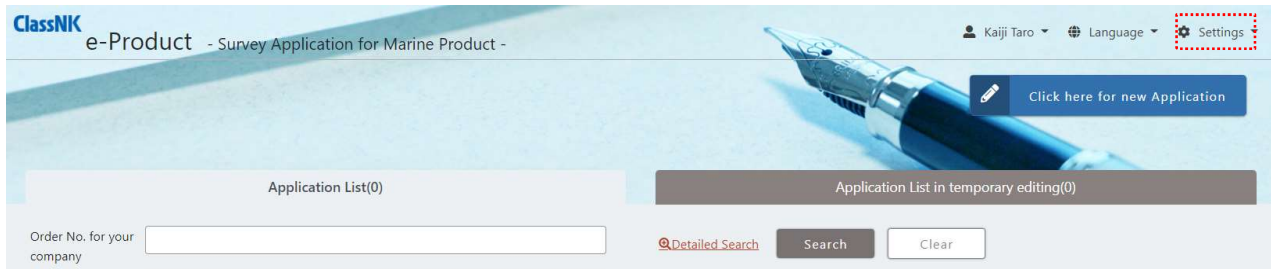 ClassNK
e-Product - Survey Application for Marine Product -
Kaiji Taro Language Settings
Click here for new Application
Application List(0) Application List in temporary editing(0)
Order No. for your
company
Detailed Search Search Clear